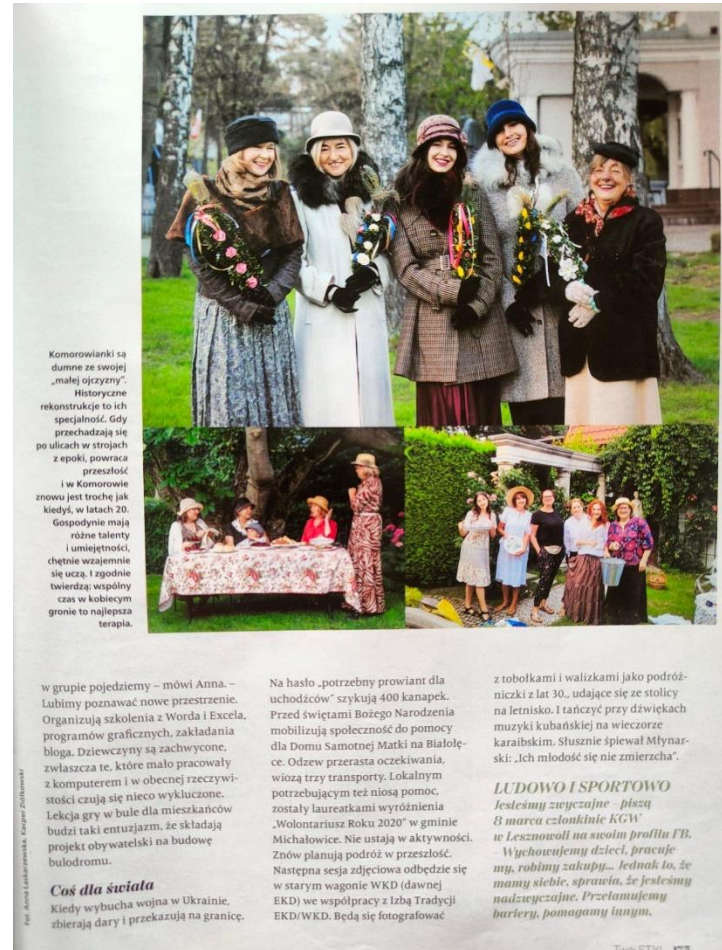 Komorowianki są
dumne ze swojej
„małej ojczyzny”.
Historyczne
rekonstrukcje to ich
specjalność. Gdy
przechadzają się
po ulicach w strojach
z epoki, powraca
przeszłość
i w Komorowie
znowu jest trochę jak
kiedyś, w latach 20.
Gospodynie mają
różne talenty
i umiejętności,
chętnie wzajemnie
się uczą. I zgodnie
twierdzą: wspólny
czas w kobiecym
gronie to najlepsza
terapia.
Fot. Anna Laskarzewska, Kacper Ziółkowski
w grupie pojedziemy – mówi Anna. –
Lubimy poznawać nowe przestrzenie.
Organizują szkolenia z Worda i Excela,
programów graficznych, zakładania
bloga. Dziewczyny są zachwycone,
zwłaszcza te, które mało pracowały
z komputerem i w obecnej rzeczywi-
stości czują się nieco wykluczone.
Lekcja gry w bule dla mieszkańców
budzi taki entuzjazm, że składają
projekt obywatelski na budowę
bulodromu.
Coś dla świata
Kiedy wybucha wojna w Ukrainie,
zbierają dary i przekazują na granicę.
Na hasło „potrzebny prowiant dla
uchodźców” szykują 400 kanapek.
Przed świętami Bożego Narodzenia
mobilizują społeczność do pomocy
dla Domu Samotnej Matki na Białołę-
ce. Odzew przerasta oczekiwania,
wiozą trzy transporty. Lokalnym
potrzebującym też niosą pomoc,
zostały laureatkami wyróżnienia
„Wolontariusz Roku 2020” w gminie
Michałowice. Nie ustają w aktywności.
Znów planują podróż w przeszłość.
Następna sesja zdjęciowa odbędzie się
w starym wagonie WKD (dawnej
EKD) we współpracy z Izbą Tradycji
EKD/WKD. Będą się fotografować
z tobołkami i walizkami jako podróż-
niczki z lat 30., udające się ze stolicy
na letnisko. I tańczyć przy dźwiękach
muzyki kubańskiej na wieczorze
karaibskim. Słusznie śpiewał Młynar-
ski: „Ich młodość się nie zmierzcha”.
LUDOWO I SPORTOWO
Jesteśmy zwyczajne – piszą
8 marca członkinie KGW
w Lesznowoli na swoim profilu FB.
– Wychowujemy dzieci, pracuje-
my, robimy zakupy... Jednak to, że
mamy siebie, sprawia, że jesteśmy
nadzwyczajne. Przełamujemy
bariery, pomagamy innym,